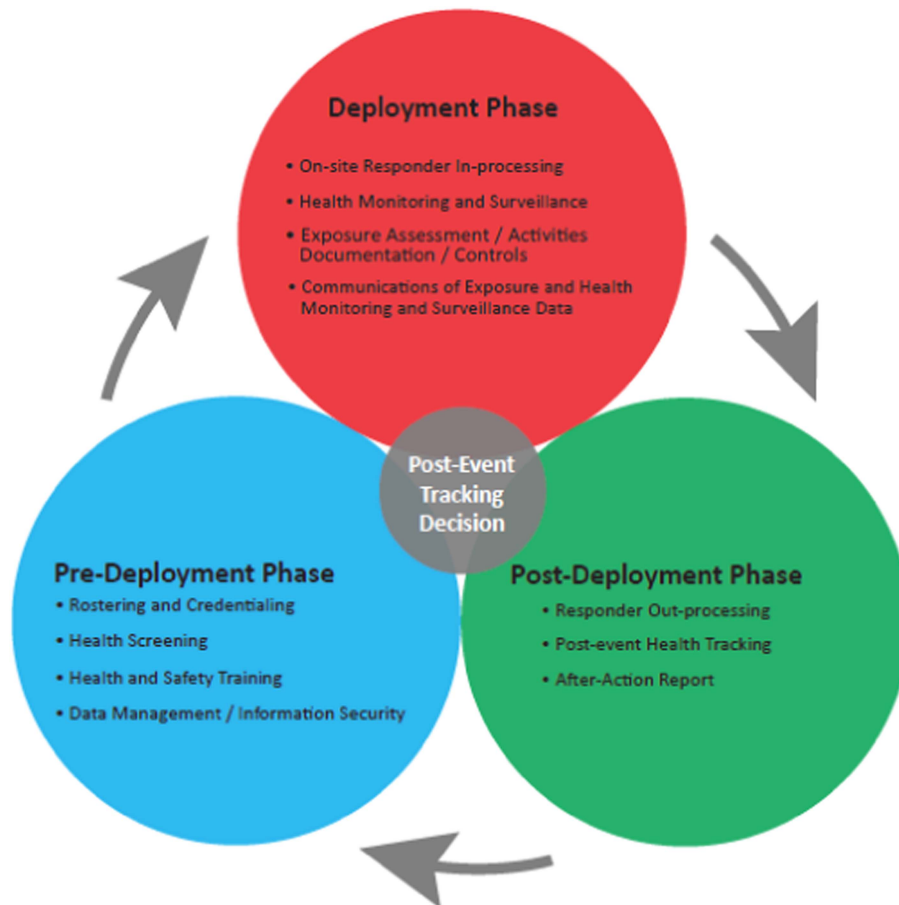 Deployment Phase
• On-site Responder In-processing
• Health Monitoring and Surveillance
• Exposure Assessment / Activities
Documentation / Controls
• Communications of Exposure and Health
Monitoring and Surveillance Data
Post-Event
Tracking
Decision
Pre-Deployment Phase
• Rostering and Credentialing
• Health Screening
• Health and Safety Training
• Data Management / Information Security
Post-Deployment Phase
• Responder Out-processing
• Post-event Health Tracking
• After-Action Report